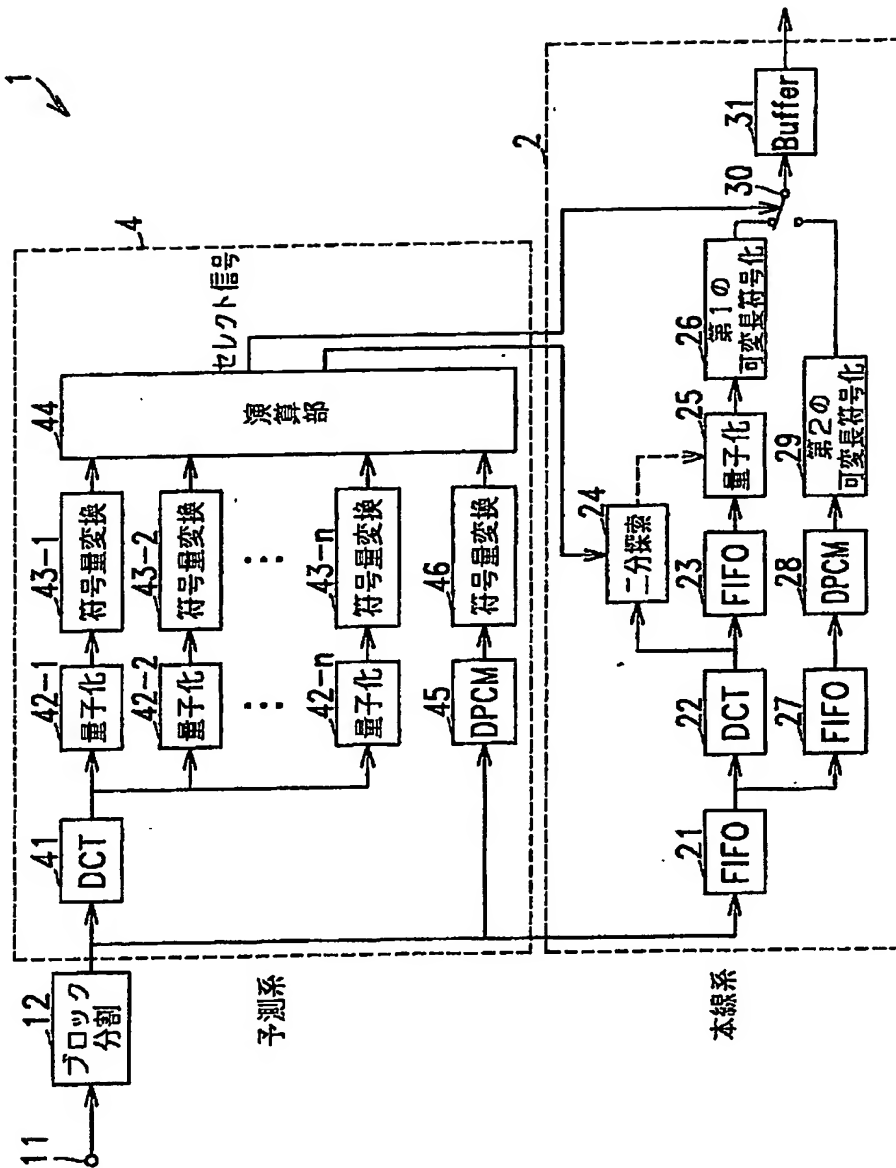 1
11
12
ブロック
分割
予測系
4
41
DCT
42-1
量子化
43-1
符号量変換
42-2
量子化
43-2
符号量変換
42-n
量子化
43-n
符号量変換
45
DPCM
46
符号量変換
44
演算部
セレクト信号
本線系
2
21
FIFO
22
DCT
23
FIFO
24
二分探索
25
量子化
26
第1の
可変長符号化
27
FIFO
28
DPCM
29
第2の
可変長符号化
30
31
Buffer